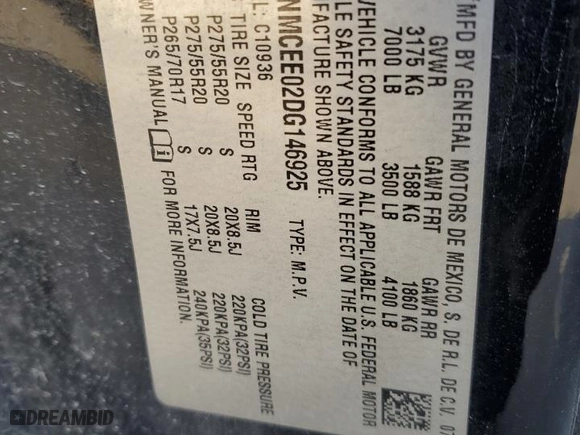 MFD BY GENERAL MOTORS DE MEXICO, S. DE R.L. DE C.V. 07
GVWR GAWR FRT GAWR RR
3175 KG 1588 KG 1860 KG
7000 LB 3500 LB 4100 LB
VEHICLE CONFORMS TO ALL APPLICABLE U.S. FEDERAL MOTOR
LE SAFETY STANDARDS IN EFFECT ON THE DATE OF
FACTURE SHOWN ABOVE.
NMCEE02DG146925 TYPE: M.P.V.
L: C10936
TIRE SIZE SPEED RTG RIM COLD TIRE PRESSURE
P275/55R20 S 20X8.5J 220KPA(32PSI)
P275/55R20 S 20X8.5J 220KPA(32PSI)
P265/70R17 S 17X7.5J 240KPA(35PSI)
OWNER'S MANUAL FOR MORE INFORMATION.
DREAMBID